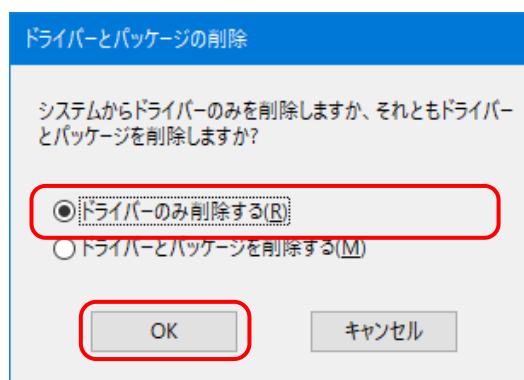 ドライバーとパッケージの削除
システムからドライバーのみを削除しますか、それともドライバー
とパッケージを削除しますか?
ドライバーのみ削除する(R)
ドライバーとパッケージを削除する(M)
OK
キャンセル